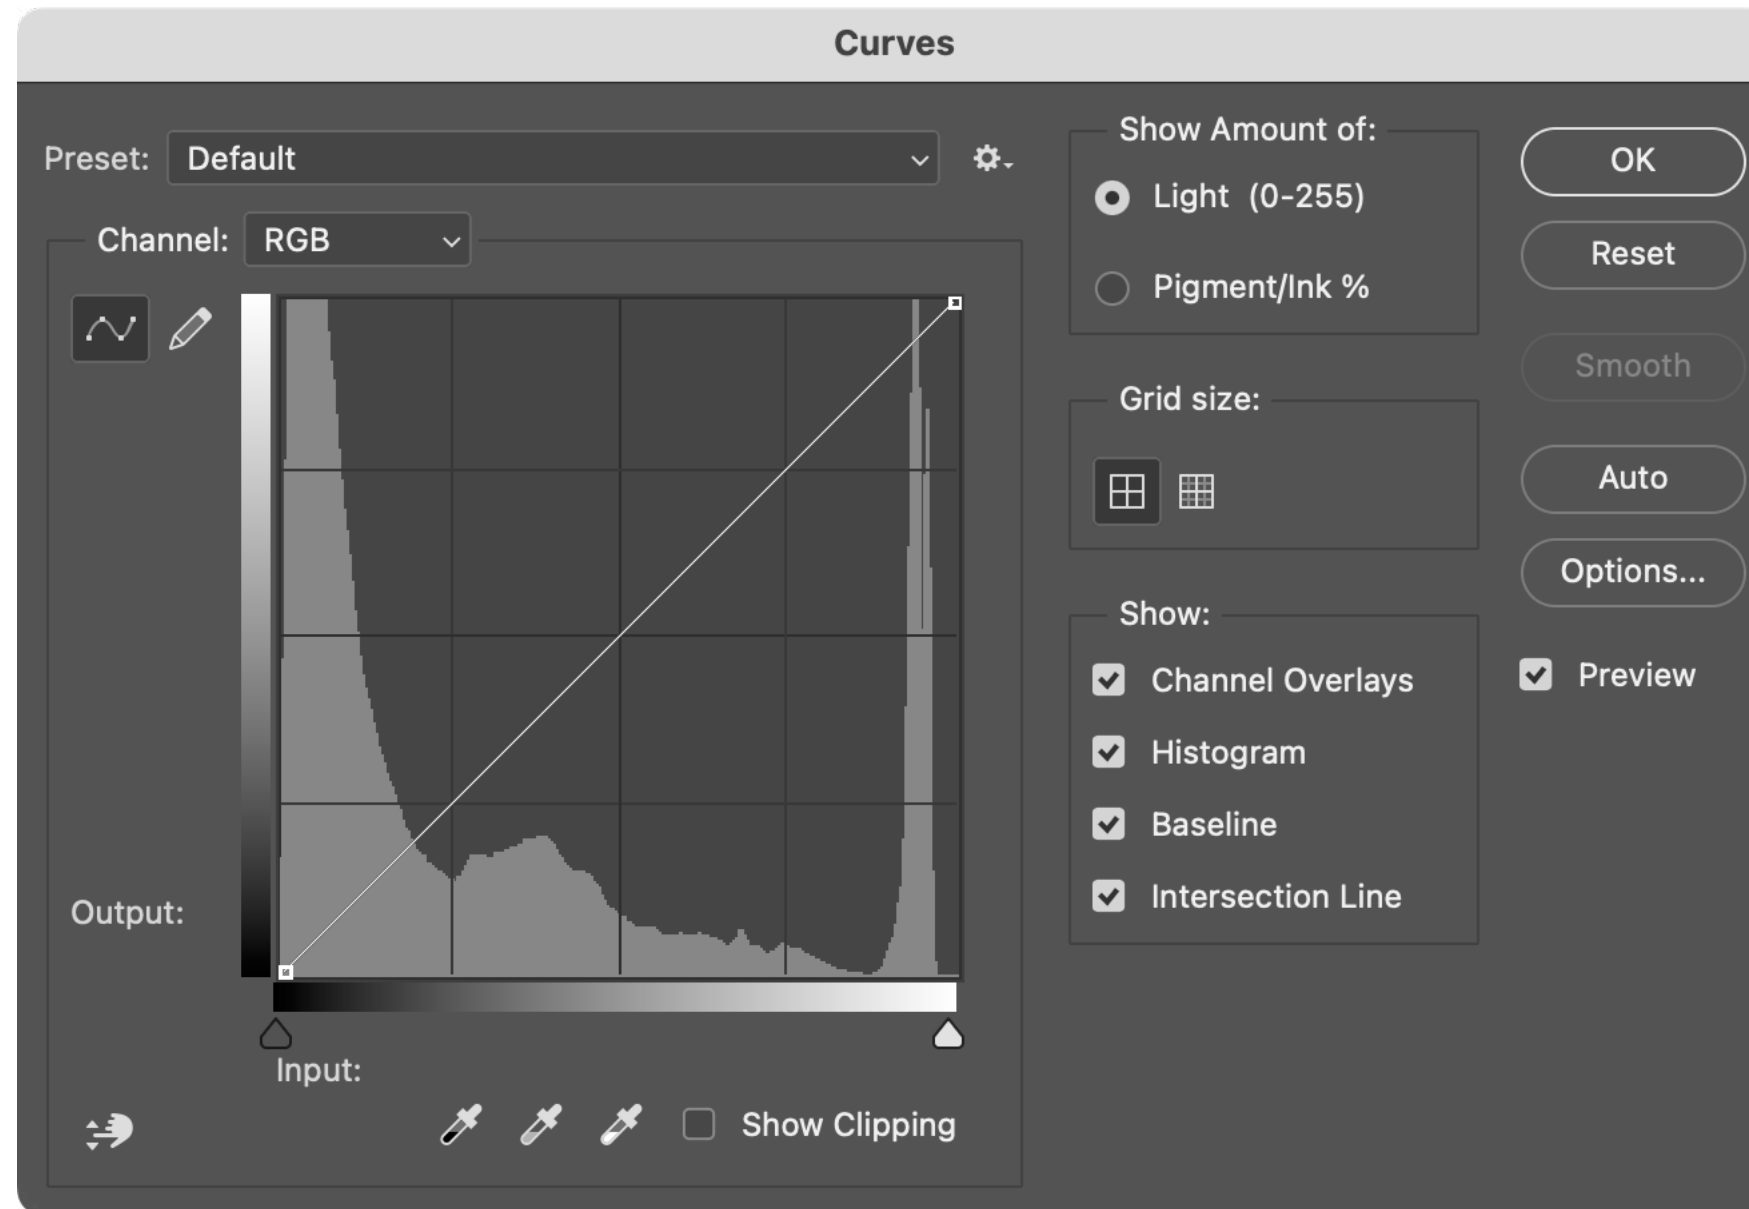 Curves
Preset: Default
Channel: RGB
Output:
Input:
Show Clipping
Show Amount of:
Light (0-255)
Pigment/Ink %
Grid size:
Show:
Channel Overlays
Histogram
Baseline
Intersection Line
OK
Reset
Smooth
Auto
Options...
Preview